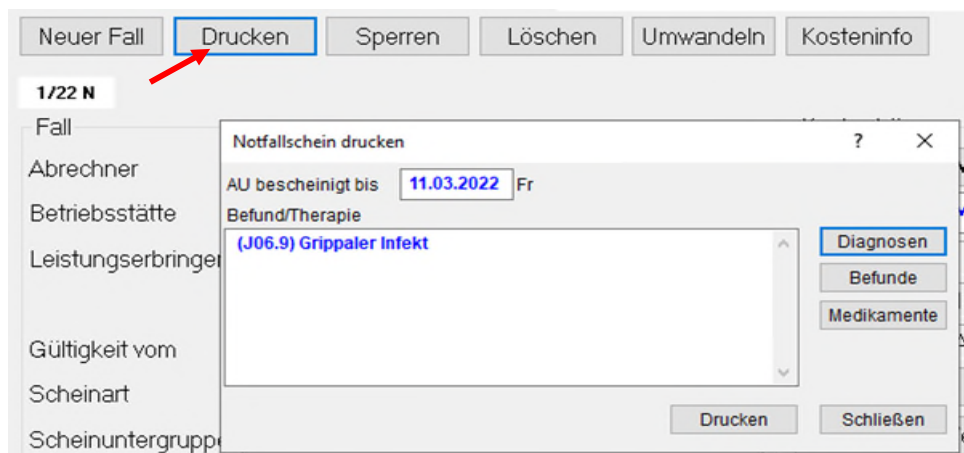 Neuer Fall Drucken Sperren Löschen Umwandeln Kosteninfo
1/22 N
Fall
Notfallschein drucken ? X
Abrechner
AU bescheinigt bis 11.03.2022 Fr
Betriebsstätte
Befund/Therapie
(J06.9) Grippaler Infekt
Diagnosen
Leistungserbringer
Befunde
Medikamente
Gültigkeit vom
Scheinart
Drucken Schließen
Scheinuntergruppe